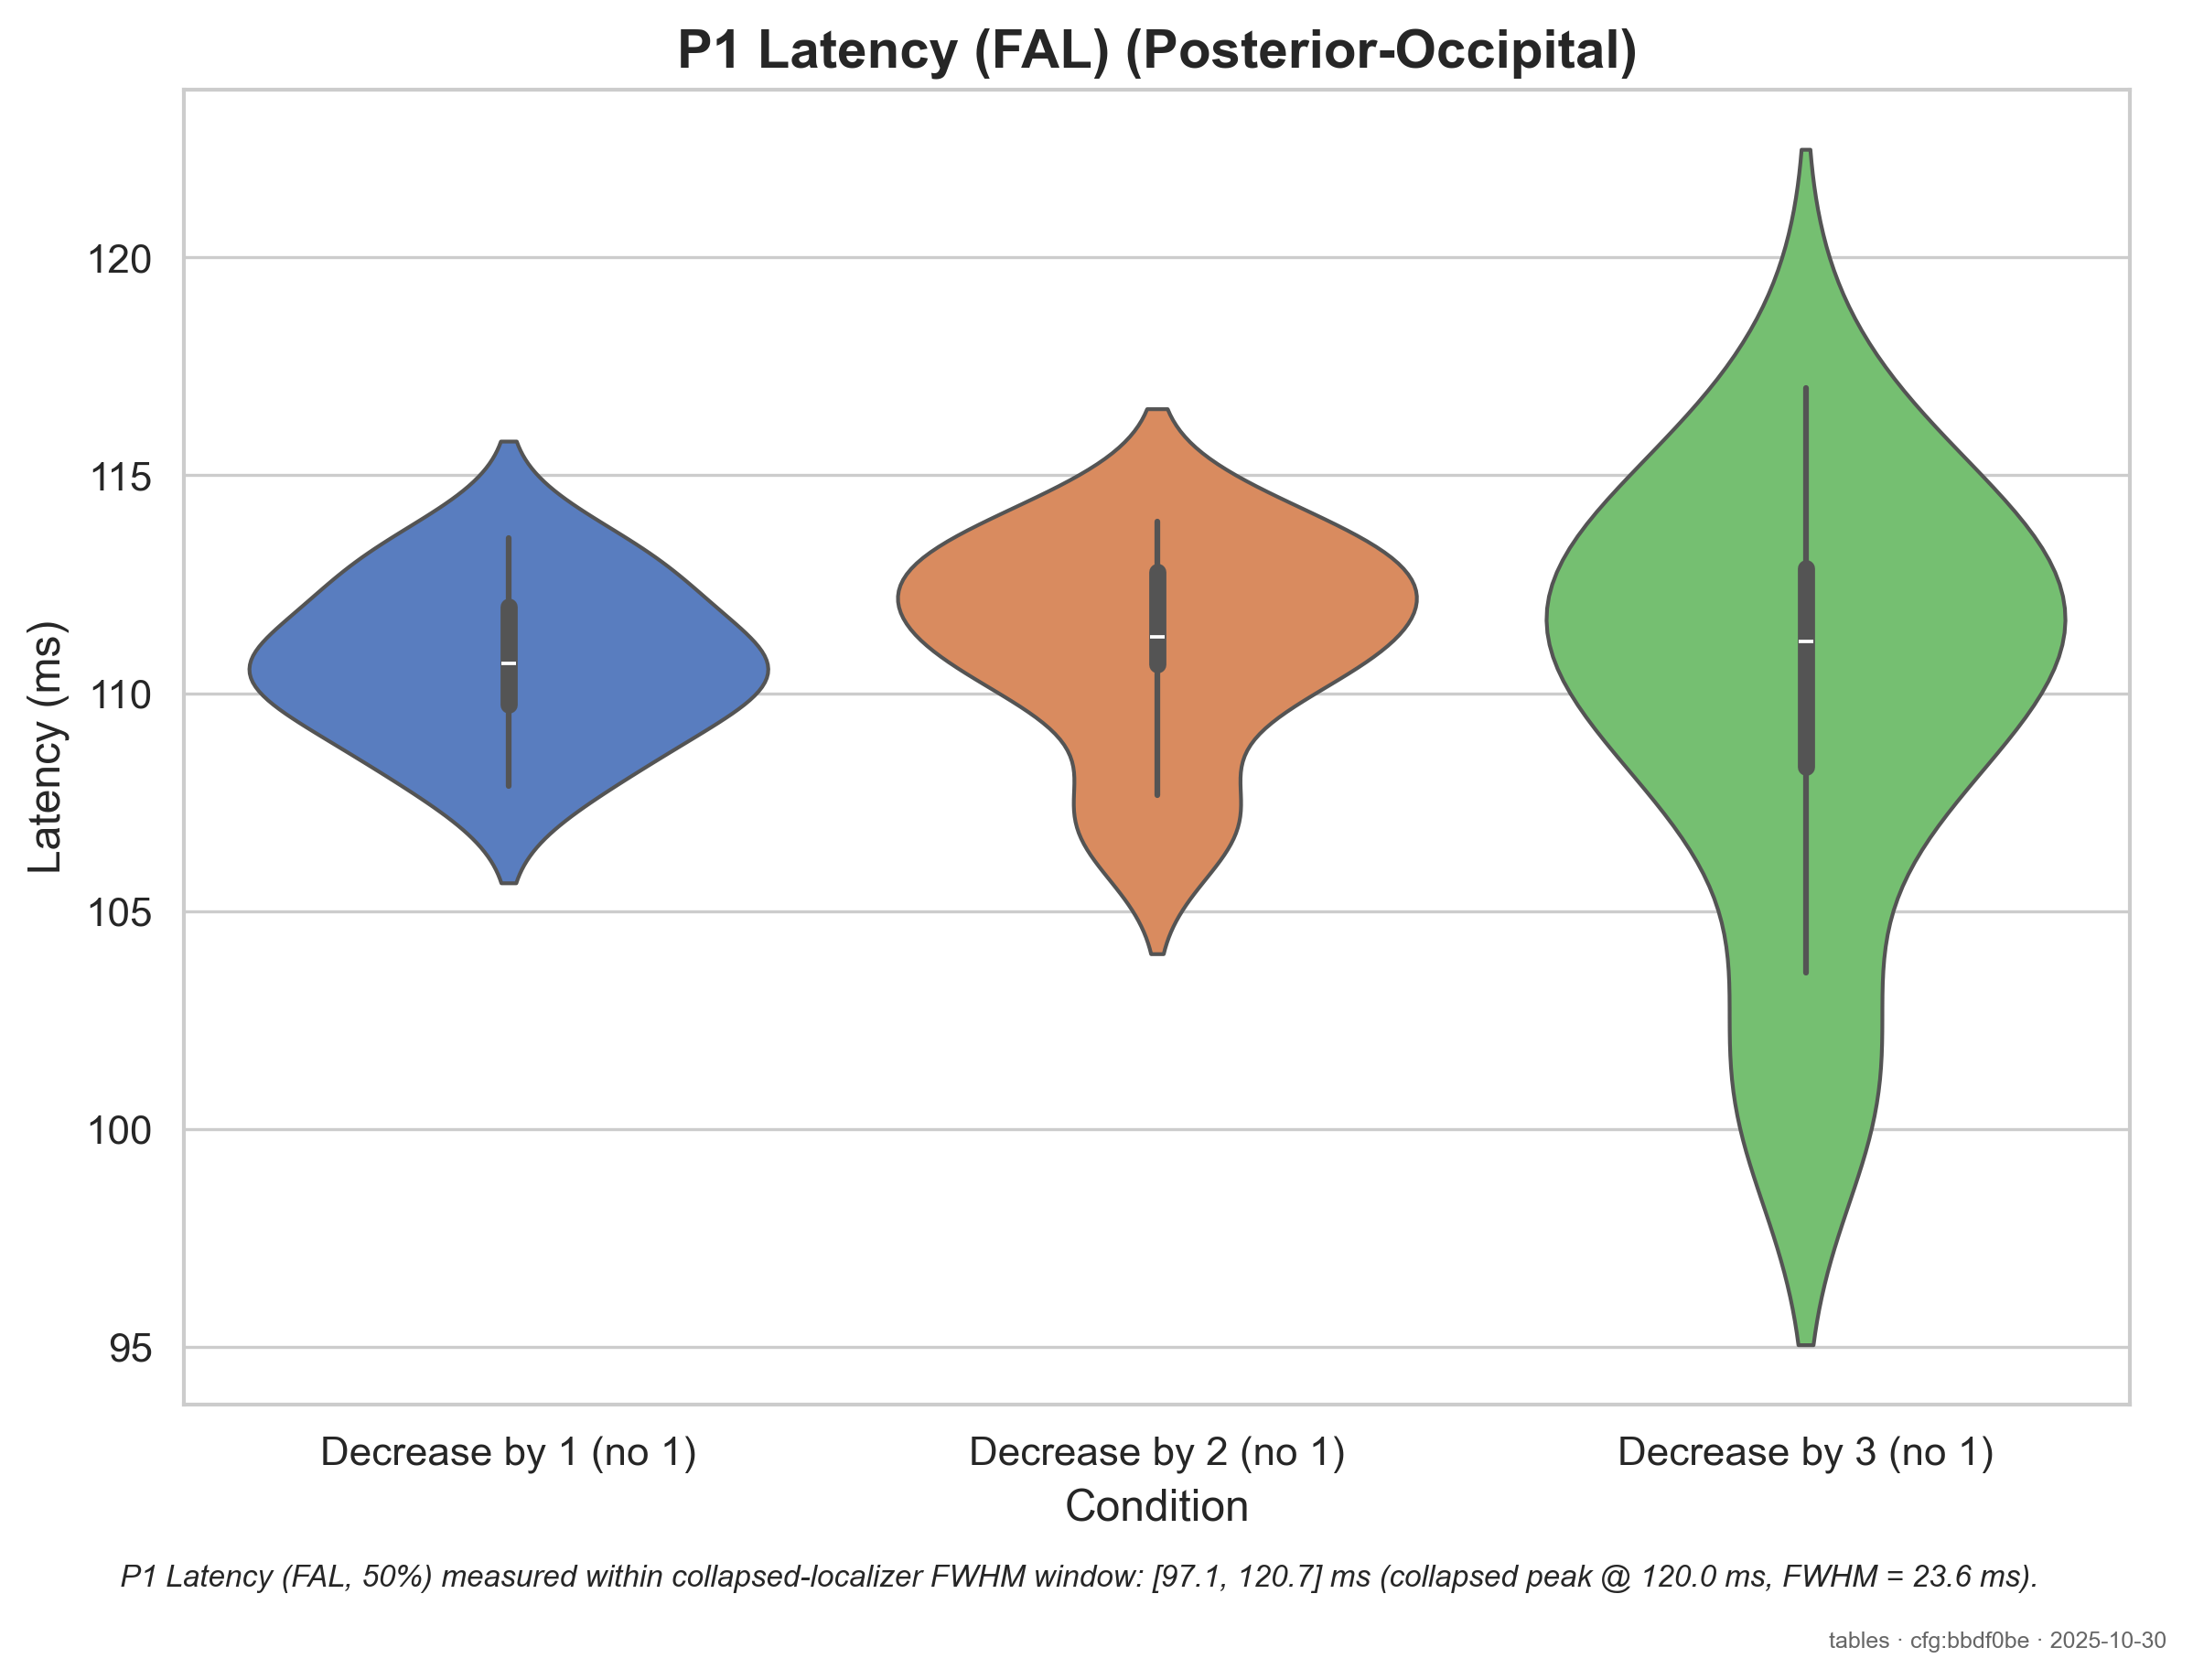 P1 Latency (FAL) (Posterior-Occipital)
Latency (ms)
120
115
110
105
100
95
Decrease by 1 (no 1)
Decrease by 2 (no 1)
Decrease by 3 (no 1)
Condition
P1 Latency (FAL, 50%) measured within collapsed-localizer FWHM window: [97.1, 120.7] ms (collapsed peak @ 120.0 ms, FWHM = 23.6 ms).
tables · cfg:bbdf0be · 2025-10-30